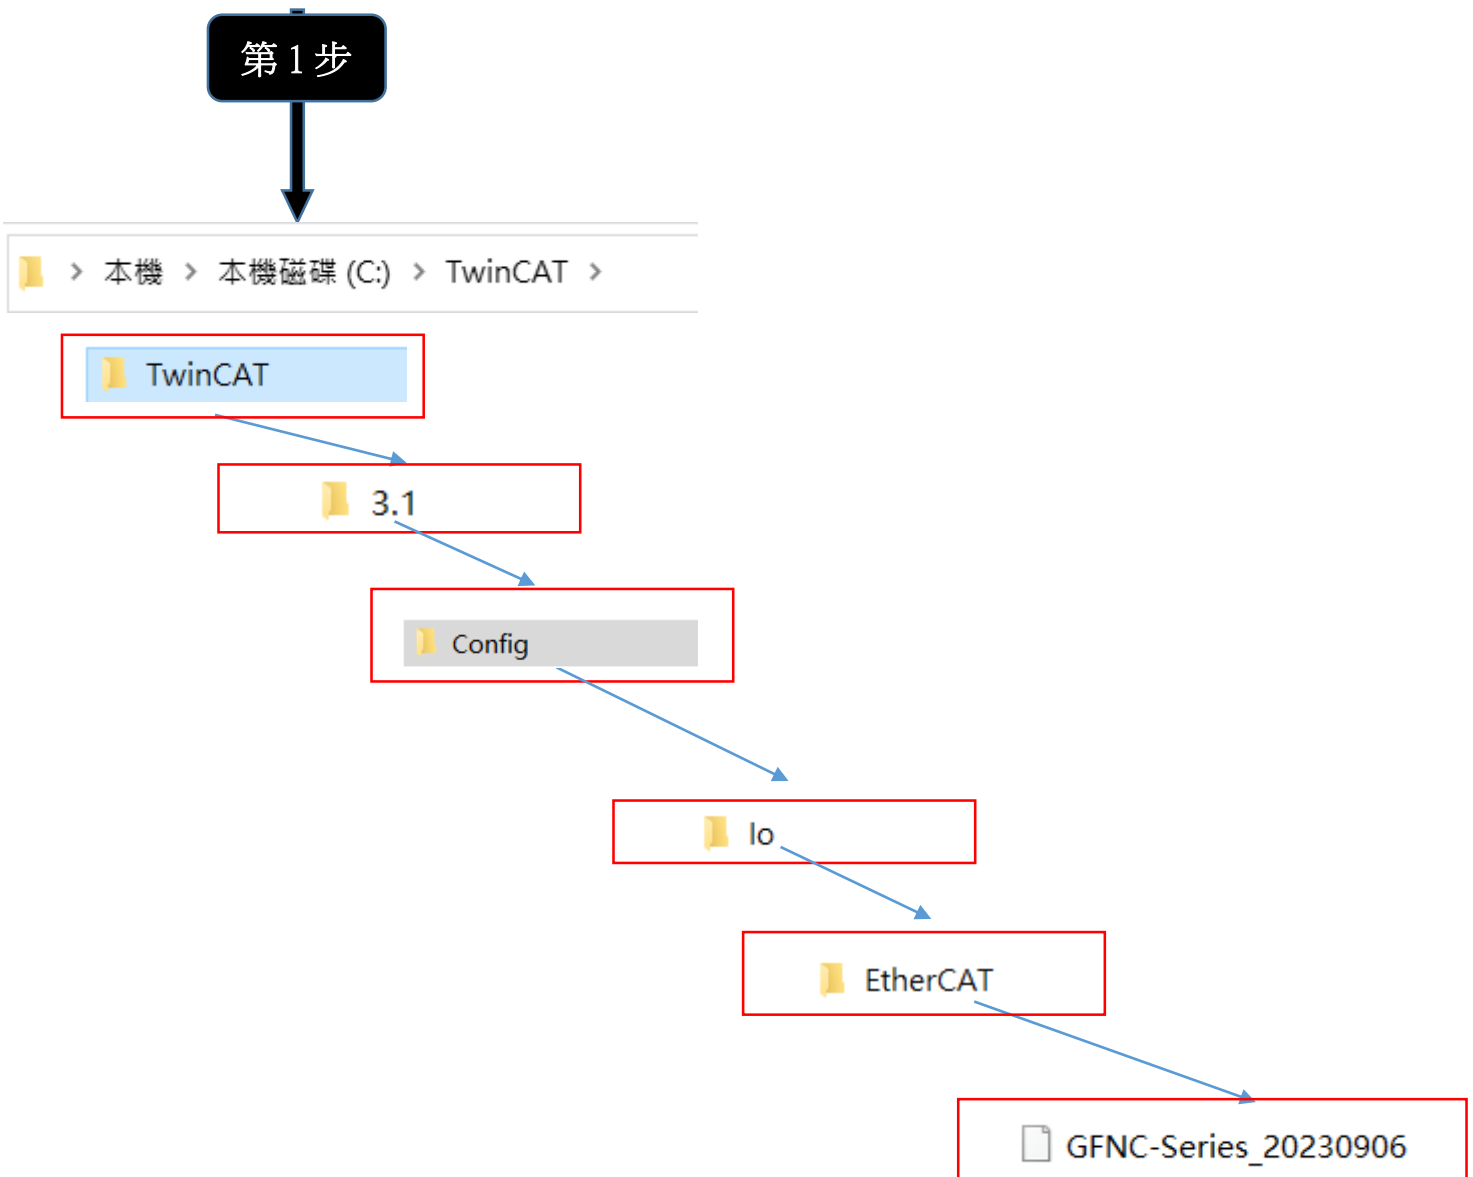 第1步
本機 > 本機磁碟 (C:) > TwinCAT >
TwinCAT
3.1
Config
Io
EtherCAT
GFNC-Series_20230906